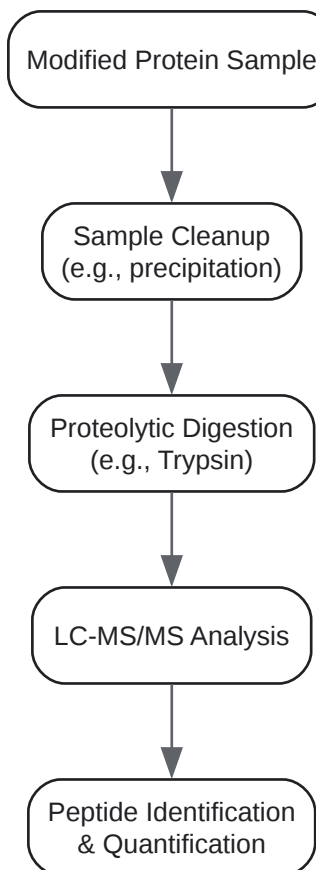 Modified Protein Sample
Sample Cleanup
(e.g., precipitation)
Proteolytic Digestion
(e.g., Trypsin)
LC-MS/MS Analysis
Peptide Identification
& Quantification